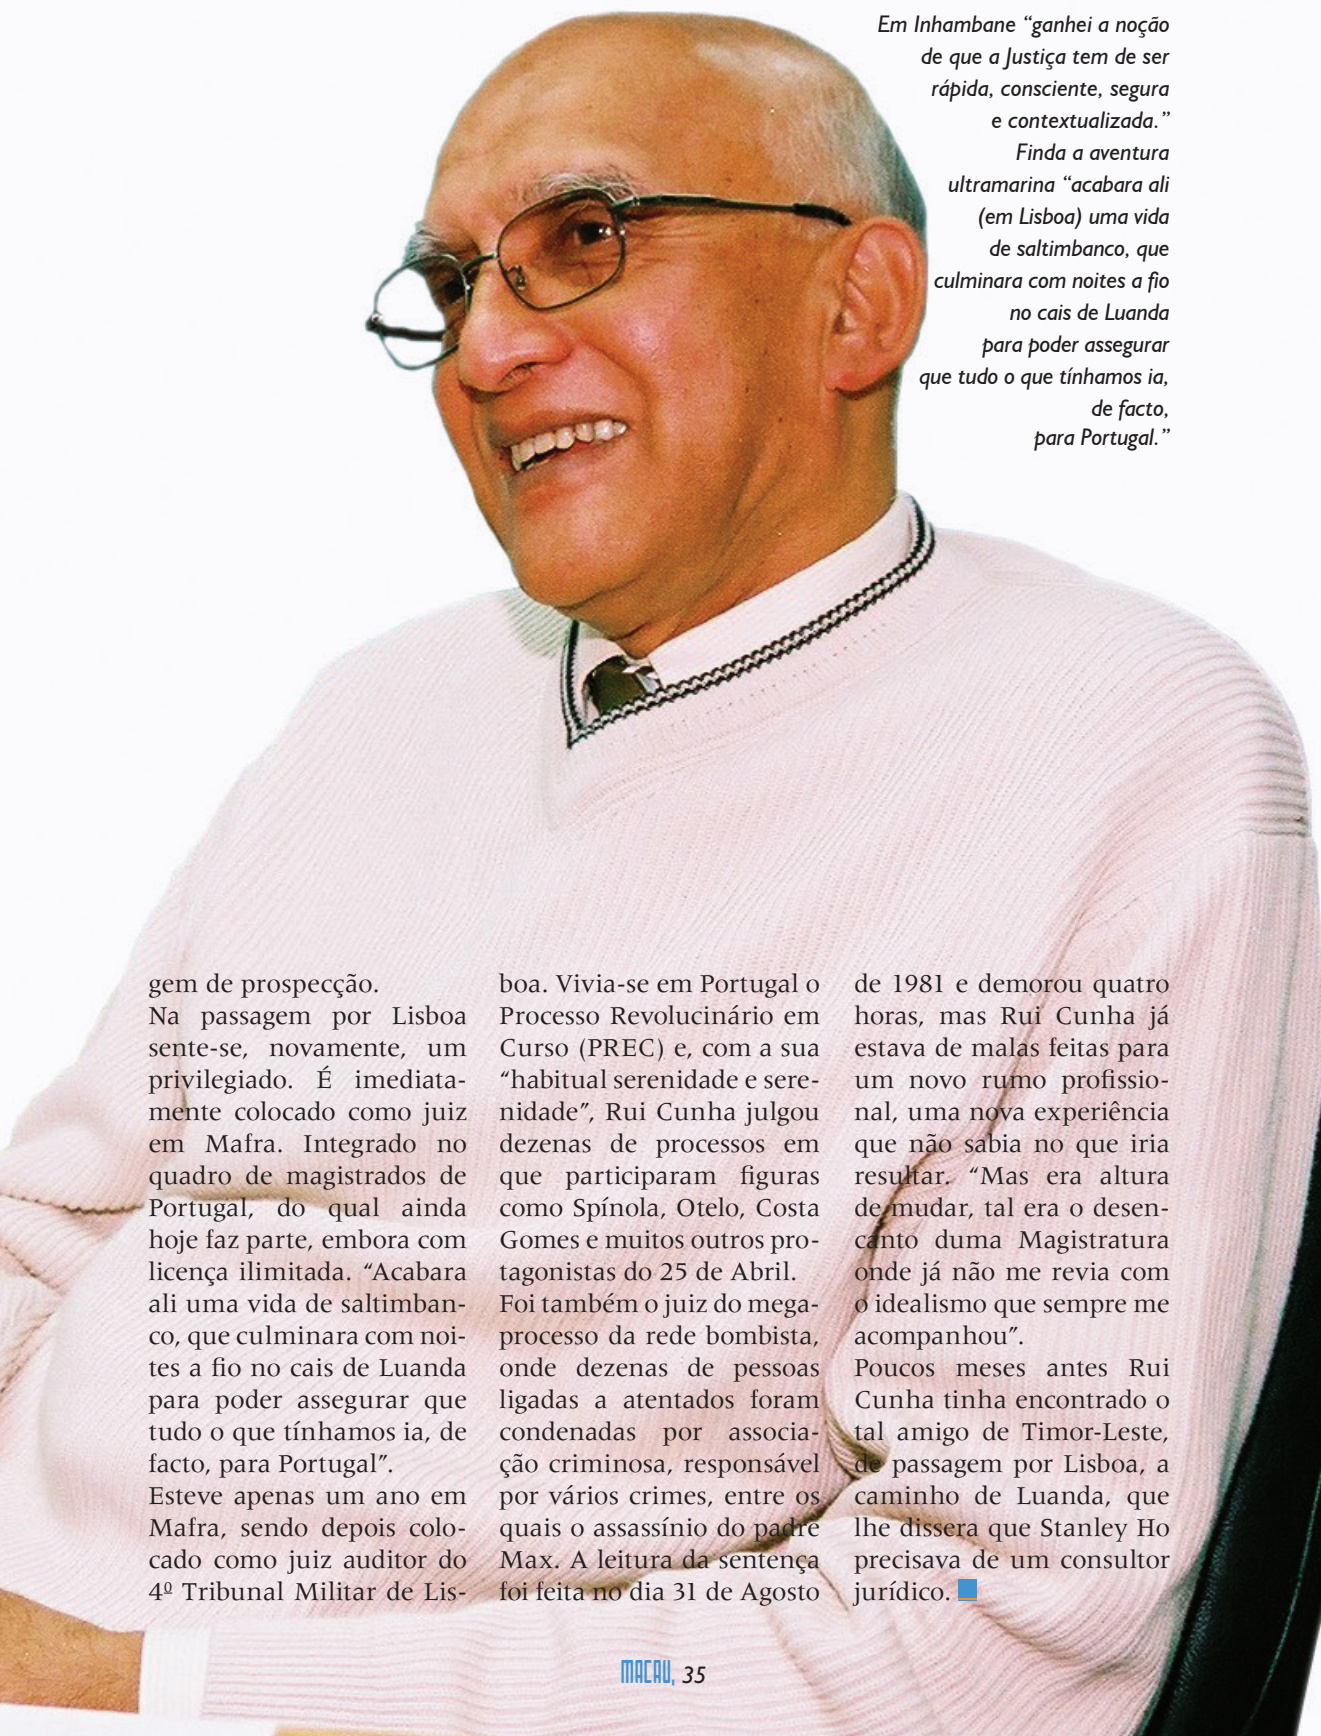 Em Inhambane “ganhei a noção
de que a Justiça tem de ser
rápida, consciente, segura
e contextualizada.”
Finda a aventura
ultramarina “acabara ali
(em Lisboa) uma vida
de saltimbanco, que
culminara com noites a fio
no cais de Luanda
para poder assegurar
que tudo o que tínhamos ia,
de facto,
para Portugal.”
gem de prospecção.
Na passagem por Lisboa
sente-se, novamente, um
privilegiado. É imediata-
mente colocado como juiz
em Mafra. Integrado no
quadro de magistrados de
Portugal, do qual ainda
hoje faz parte, embora com
licença ilimitada. “Acabara
ali uma vida de saltimban-
co, que culminara com noi-
tes a fio no cais de Luanda
para poder assegurar que
tudo o que tínhamos ia, de
facto, para Portugal”.
Esteve apenas um ano em
Mafra, sendo depois colo-
cado como juiz auditor do
4º Tribunal Militar de Lis-
boa. Vivia-se em Portugal o
Processo Revolucinário em
Curso (PREC) e, com a sua
“habitual serenidade e sere-
nidade”, Rui Cunha julgou
dezenas de processos em
que participaram figuras
como Spínola, Otelo, Costa
Gomes e muitos outros pro-
tagonistas do 25 de Abril.
Foi também o juiz do mega-
processo da rede bombista,
onde dezenas de pessoas
ligadas a atentados foram
condenadas por associa-
ção criminosa, responsável
por vários crimes, entre os
quais o assassínio do padre
Max. A leitura da sentença
foi feita no dia 31 de Agosto
de 1981 e demorou quatro
horas, mas Rui Cunha já
estava de malas feitas para
um novo rumo profissio-
nal, uma nova experiência
que não sabia no que iria
resultar. “Mas era altura
de mudar, tal era o desen-
canto duma Magistratura
onde já não me revia com
o idealismo que sempre me
acompanhou”.
Poucos meses antes Rui
Cunha tinha encontrado o
tal amigo de Timor-Leste,
de passagem por Lisboa, a
caminho de Luanda, que
lhe dissera que Stanley Ho
precisava de um consultor
jurídico.
MACAU, 35